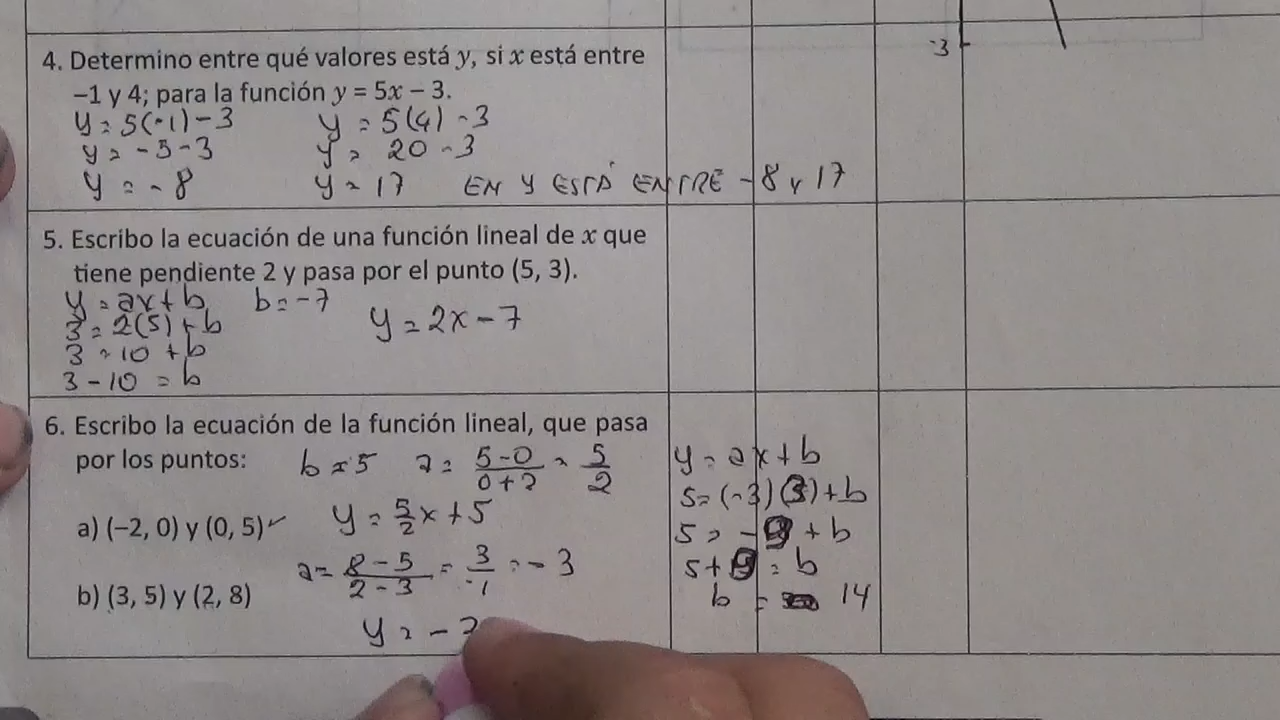 -3
4. Determino entre qué valores está y, si x está entre
−1 y 4; para la función y = 5x − 3.
y = 5(-1) - 3
y = -5 - 3
y = -8
y = 5(4) - 3
y = 20 - 3
y = 17
EN Y ESTÁ ENTRE -8 y 17
5. Escribo la ecuación de una función lineal de x que
tiene pendiente 2 y pasa por el punto (5, 3).
y = ax + b
3 = 2(5) + b
3 = 10 + b
3 - 10 = b
b = -7
y = 2x - 7
6. Escribo la ecuación de la función lineal, que pasa
por los puntos:
b = 5
a = 5-0/0+2 = 5/2
a) (−2, 0) y (0, 5)
y = 5/2 x + 5
b) (3, 5) y (2, 8)
a = 8-5/2-3 = 3/-1 = -3
y = -3
y = ax + b
5 = (-3)(3) + b
5 = -9 + b
5 + 9 = b
b = 14